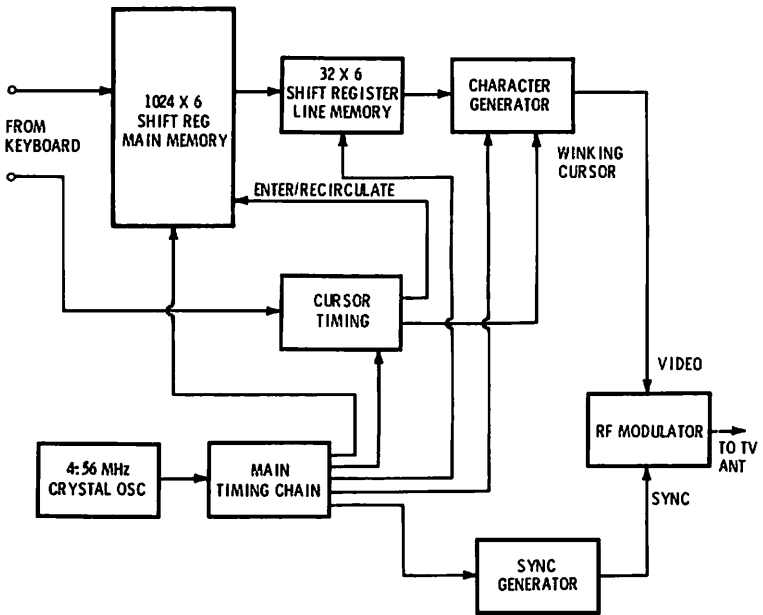 1024 X 6
SHIFT REG
MAIN MEMORY
32 X 6
SHIFT REGISTER
LINE MEMORY
CHARACTER
GENERATOR
FROM
KEYBOARD
WINKING
CURSOR
ENTER/RECIRCULATE
CURSOR
TIMING
VIDEO
RF MODULATOR
TO TV
ANT
4:56 MHz
CRYSTAL OSC
MAIN
TIMING CHAIN
SYNC
SYNC
GENERATOR